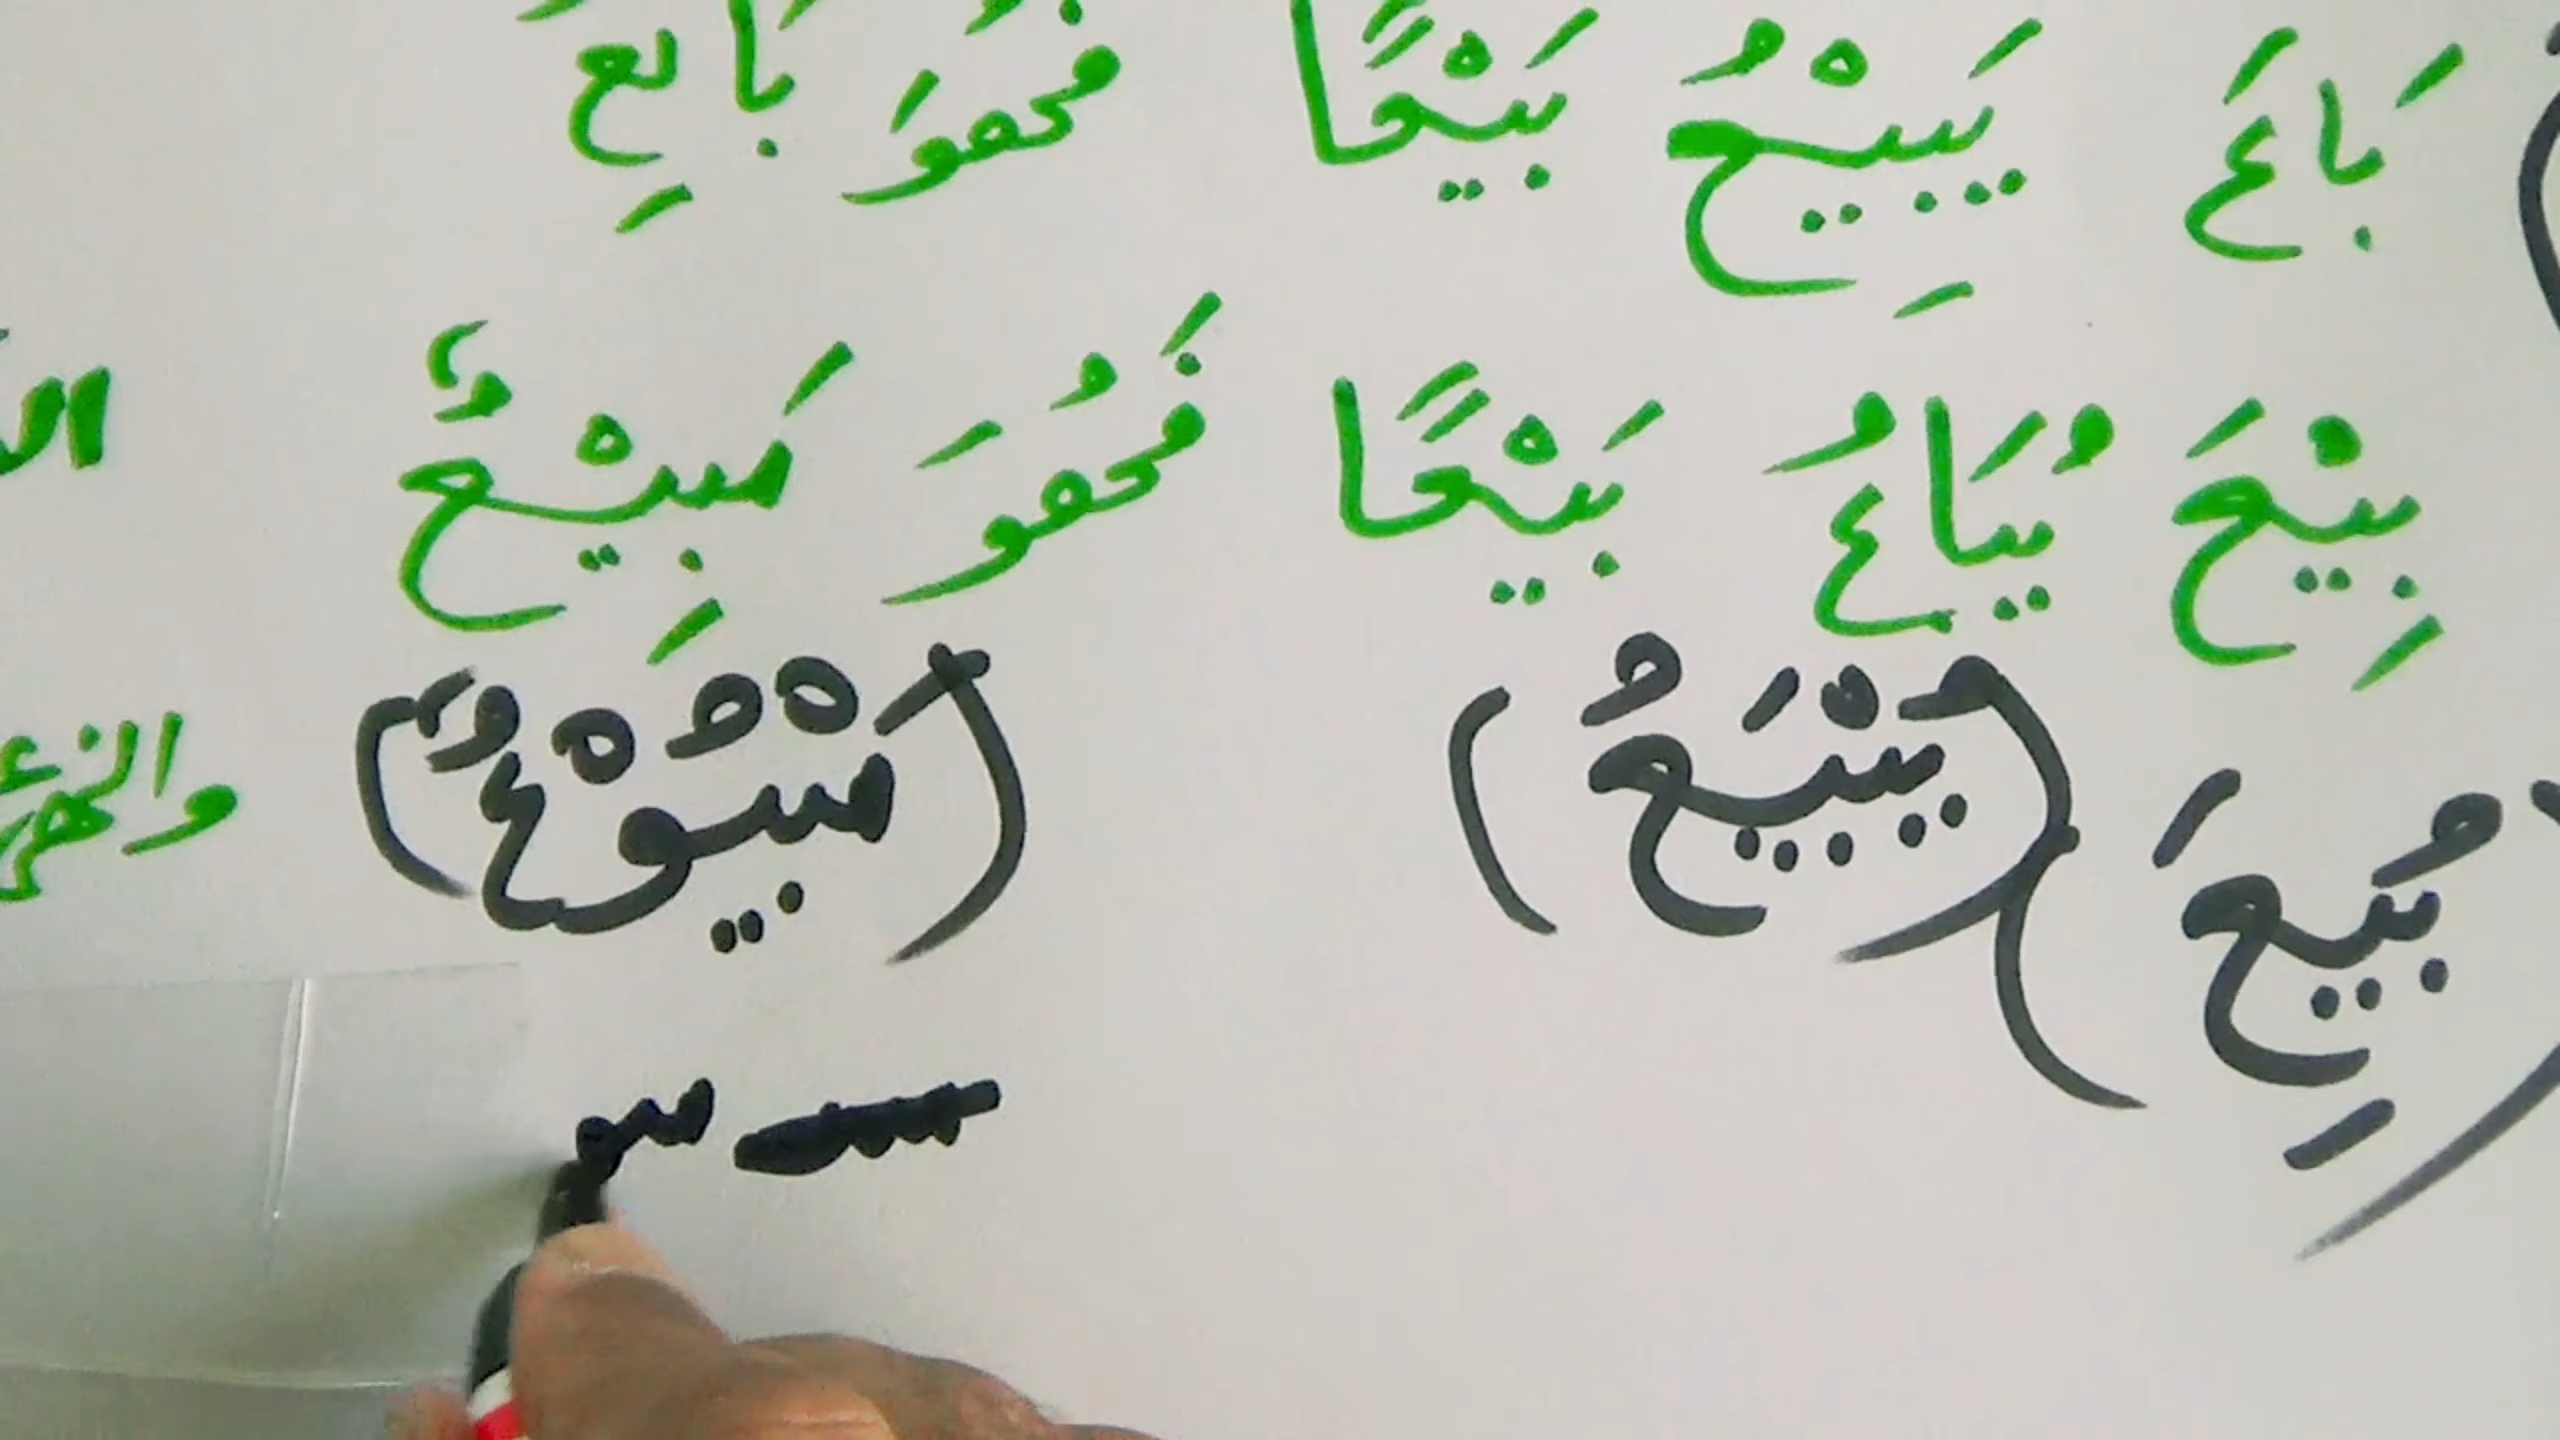 بَاعَ يَبِيْعُ بَيْعًا فَهُوَ بَائِعٌ
بِيْعَ يُبَاعُ بَيْعًا فَهُوَ مَبِيْعٌ
(بُيِعَ) (يُبْيَعُ) (مَبْيُوْعٌ)